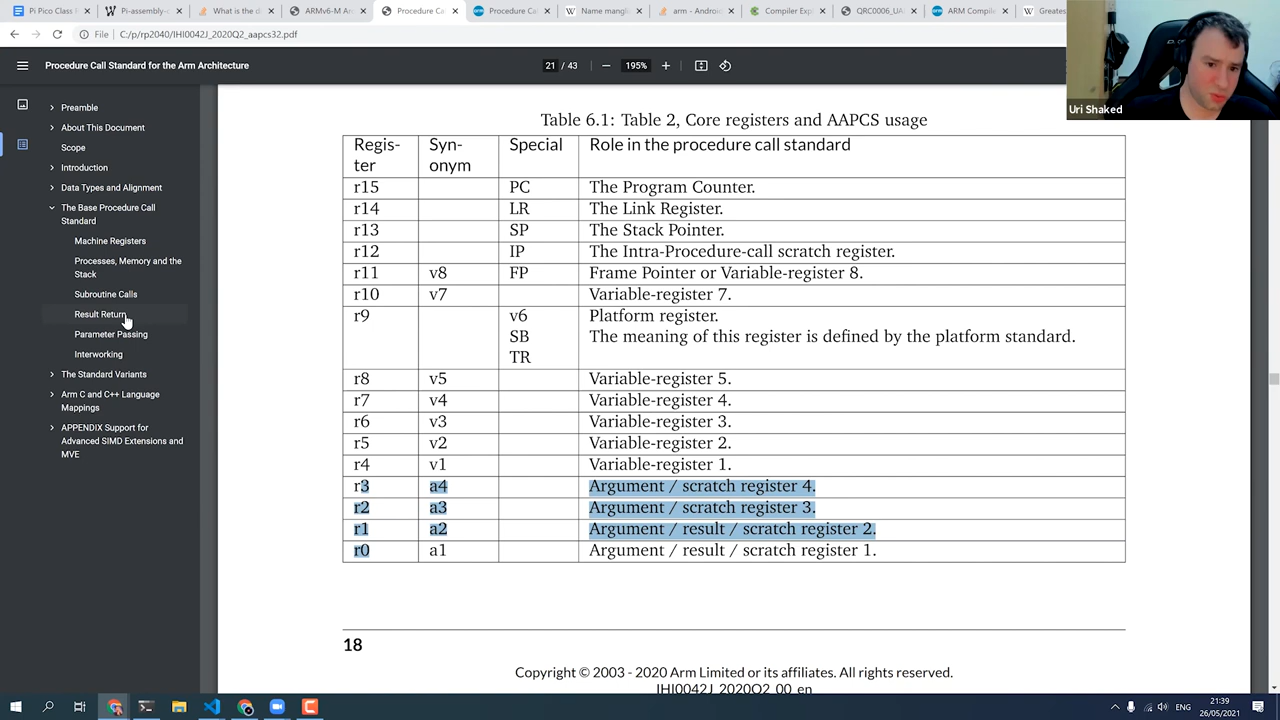 Pi Pico Class P
Pi-assembly-
What is the di
ARMv6-M Ar
Procedure Cal
Procedure Cal
Name mangli
arm - Android
Compiler Exp
QRC0006_UA
ARM Compile
Greates
File C:/p/rp2040/IHI0042J_2020Q2_aapcs32.pdf
Procedure Call Standard for the Arm Architecture
21 / 43
195%
Uri Shaked
Preamble
About This Document
Scope
Introduction
Data Types and Alignment
The Base Procedure Call
Standard
Machine Registers
Processes, Memory and the
Stack
Subroutine Calls
Result Return
Parameter Passing
Interworking
The Standard Variants
Arm C and C++ Language
Mappings
APPENDIX Support for
Advanced SIMD Extensions and
MVE
Table 6.1: Table 2, Core registers and AAPCS usage
Regis- Syn- Special Role in the procedure call standard
ter onym
r15 PC The Program Counter.
r14 LR The Link Register.
r13 SP The Stack Pointer.
r12 IP The Intra-Procedure-call scratch register.
r11 v8 FP Frame Pointer or Variable-register 8.
r10 v7 Variable-register 7.
r9 v6 Platform register.
SB The meaning of this register is defined by the platform standard.
TR
r8 v5 Variable-register 5.
r7 v4 Variable-register 4.
r6 v3 Variable-register 3.
r5 v2 Variable-register 2.
r4 v1 Variable-register 1.
r3 a4 Argument / scratch register 4.
r2 a3 Argument / scratch register 3.
r1 a2 Argument / result / scratch register 2.
r0 a1 Argument / result / scratch register 1.
18
Copyright © 2003 - 2020 Arm Limited or its affiliates. All rights reserved.
IHI0042J_2020Q2_00_en
ENG
21:39
26/05/2021